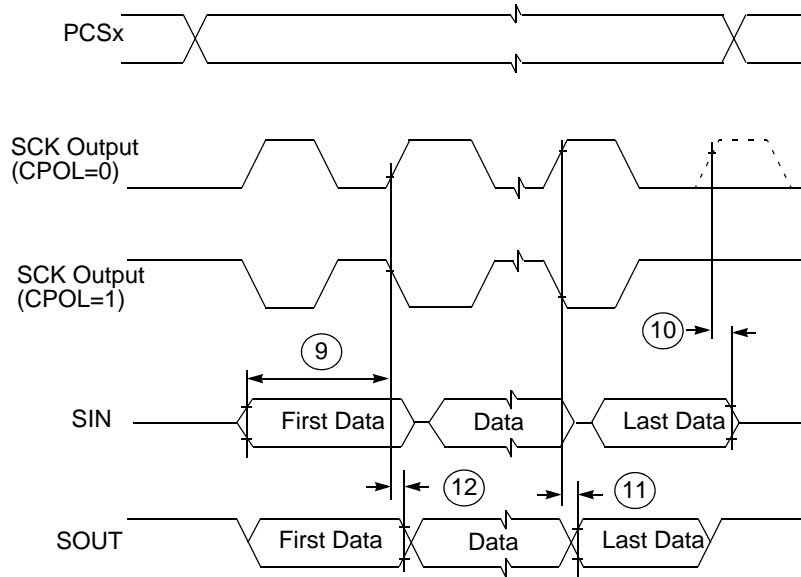 PCSx
SCK Output
(CPOL=0)
SCK Output
(CPOL=1)
10
9
SIN
First Data
Data
Last Data
12
11
SOUT
First Data
Data
Last Data